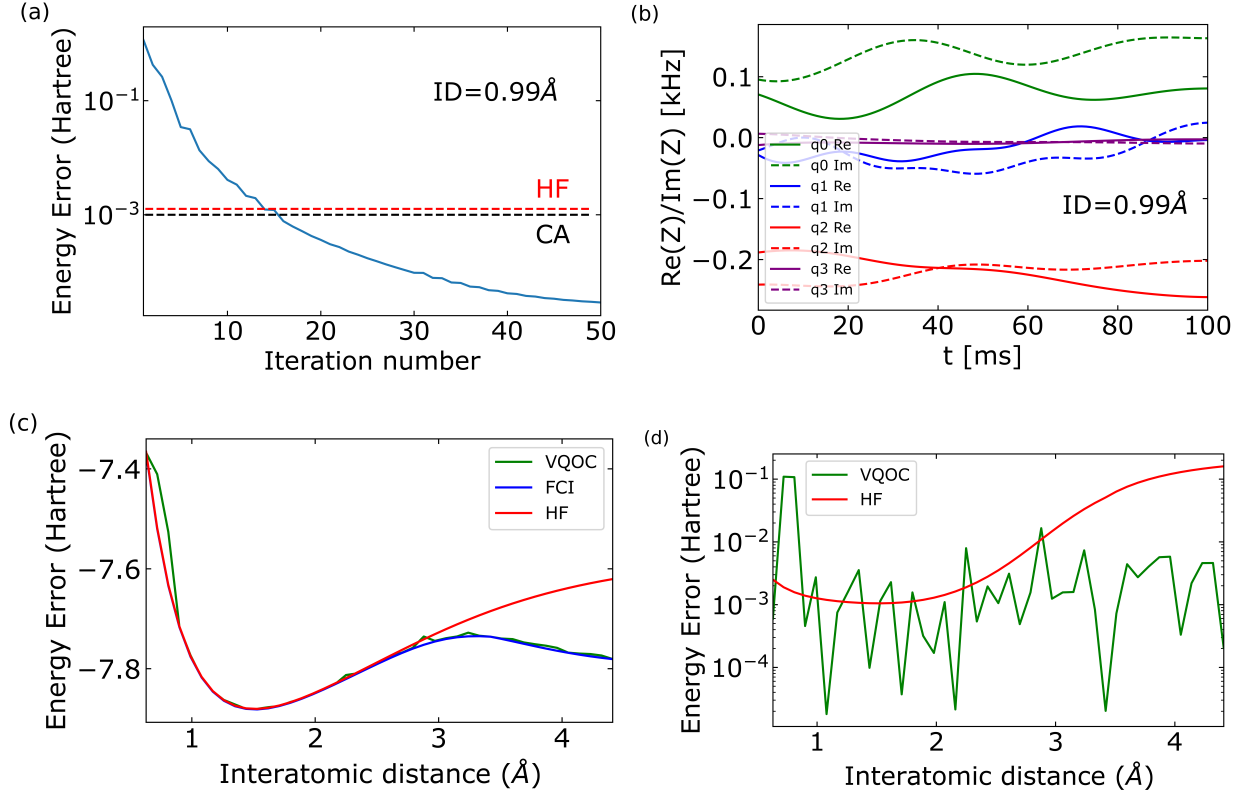 (a)
Energy Error (Hartree)
10⁻¹
10⁻³
ID=0.99Å
HF
CA
10 20 30 40 50
Iteration number
(b)
Re(Z)/Im(Z) [kHz]
0.1
0.0
−0.1
−0.2
q0 Re
q0 Im
q1 Re
q1 Im
q2 Re
q2 Im
q3 Re
q3 Im
ID=0.99Å
0 20 40 60 80 100
t [ms]
(c)
Energy Error (Hartree)
−7.4
−7.6
−7.8
VQOC
FCI
HF
1 2 3 4
Interatomic distance (Å)
(d)
Energy Error (Hartree)
10⁻¹
10⁻²
10⁻³
10⁻⁴
VQOC
HF
1 2 3 4
Interatomic distance (Å)